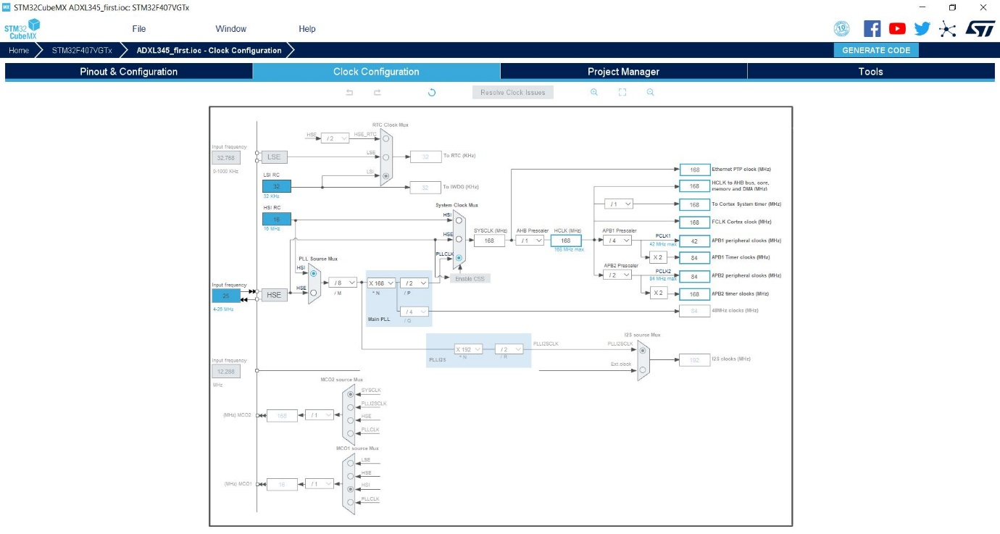 STM32CubeMX ADXL345_first.ioc: STM32F407VGTx
STM32 CubeMX
File
Window
Help
10
Home
STM32F407VGTx
ADXL345_first.ioc - Clock Configuration
GENERATE CODE
Pinout & Configuration
Clock Configuration
Project Manager
Tools
Resolve Clock Issues
RTC Clock Mux
HSE
/ 2
HSE_RTC
Input frequency
32.768
0-1000 KHz
LSE
LSE
32
To RTC (KHz)
LSI RC
32
32 KHz
LSI
32
To IWDG (KHz)
HSI RC
16
16 MHz
System Clock Mux
HSI
HSE
PLLCLK
SYSCLK (MHz)
168
AHB Prescaler
/ 1
HCLK (MHz)
168
168 MHz max
Enable CSS
168
Ethernet PTP clock (MHz)
168
HCLK to AHB bus, core,
memory and DMA (MHz)
/ 1
168
To Cortex System timer (MHz)
168
FCLK Cortex clock (MHz)
APB1 Prescaler
/ 4
PCLK1
42 MHz max
42
APB1 peripheral clocks (MHz)
X 2
84
APB1 Timer clocks (MHz)
APB2 Prescaler
/ 2
PCLK2
84 MHz max
84
APB2 peripheral clocks (MHz)
X 2
168
APB2 timer clocks (MHz)
84
48MHz clocks (MHz)
PLL Source Mux
HSI
HSE
Input frequency
25
4-26 MHz
HSE
/ 8
/ M
X 168
* N
/ 2
/ P
/ 4
/ Q
Main PLL
X 192
* N
/ 2
/ R
PLLI2S
PLLI2SCLK
I2S source Mux
PLLI2SCLK
Ext.clock
192
I2S clocks (MHz)
Input frequency
12.288
MHz
MCO2 source Mux
SYSCLK
PLLI2SCLK
HSE
PLLCLK
(MHz) MCO2
168
/ 1
MCO1 source Mux
LSE
HSE
HSI
PLLCLK
(MHz) MCO1
16
/ 1